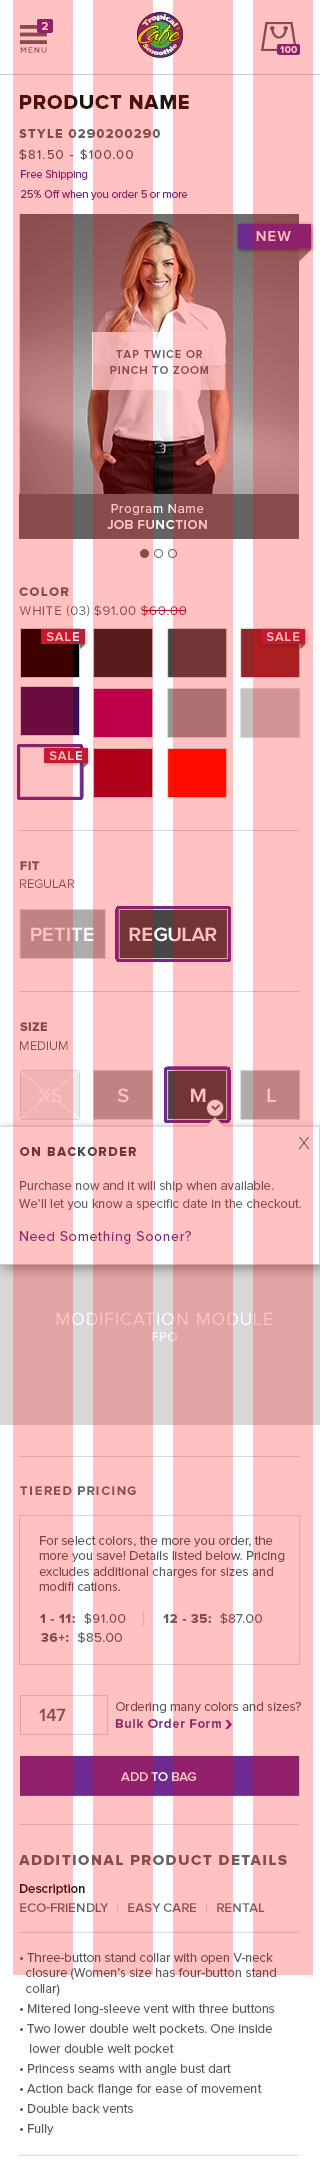 2
MENU
Tropical
Café
Smoothie
100
PRODUCT NAME
STYLE 0290200290
$81.50 - $100.00
Free Shipping
25% Off when you order 5 or more
NEW
TAP TWICE OR
PINCH TO ZOOM
Program Name
JOB FUNCTION
COLOR
WHITE (03) $91.00 $60.00
SALE
SALE
SALE
FIT
REGULAR
PETITE REGULAR
SIZE
MEDIUM
XS S M L
X
ON BACKORDER
Purchase now and it will ship when available.
We'll let you know a specific date in the checkout.
Need Something Sooner?
MODIFICATION MODULE
FPO
TIERED PRICING
For select colors, the more you order, the
more you save! Details listed below. Pricing
excludes additional charges for sizes and
modifi cations.
1 - 11: $91.00 12 - 35: $87.00
36+: $85.00
147
Ordering many colors and sizes?
Bulk Order Form ❯
ADD TO BAG
ADDITIONAL PRODUCT DETAILS
Description
ECO-FRIENDLY | EASY CARE | RENTAL
• Three-button stand collar with open V-neck
closure (Women's size has four-button stand
collar)
• Mitered long-sleeve vent with three buttons
• Two lower double welt pockets. One inside
lower double welt pocket
• Princess seams with angle bust dart
• Action back flange for ease of movement
• Double back vents
• Fully